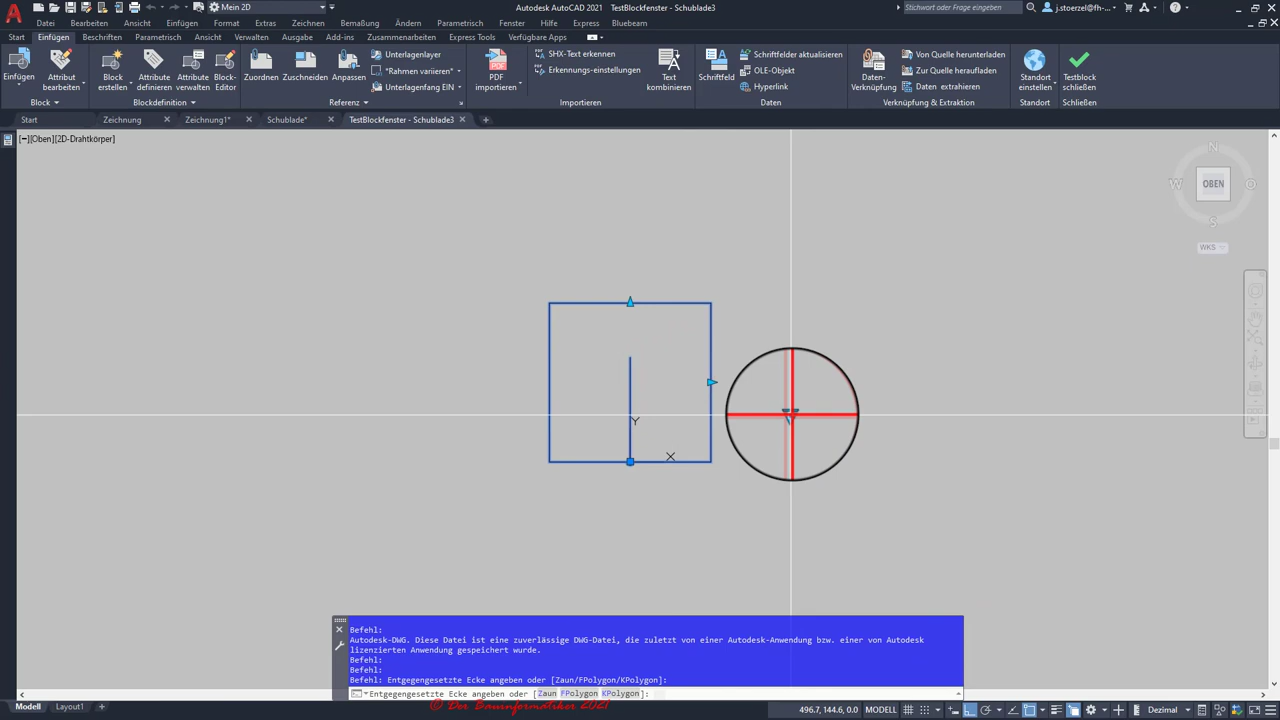 Autodesk AutoCAD 2021    TestBlockfenster - Schublade3
Stichwort oder Frage eingeben
j.stoerzel@fh-...
Mein 2D
Datei Bearbeiten Ansicht Einfügen Format Extras Zeichnen Bemaßung Ändern Parametrisch Fenster Hilfe Express Bluebeam
Start Einfügen Beschriften Parametrisch Ansicht Verwalten Ausgabe Add-ins Zusammenarbeiten Express Tools Verfügbare Apps
Einfügen
Attribut
bearbeiten...
Block
Block
erstellen
Attribute
definieren
Attribute
verwalten
Block-
Editor
Blockdefinition
Zuordnen
Zuschneiden
Anpassen
Unterlagenlayer
*Rahmen variieren*
Unterlagenfang EIN
Referenz
PDF
importieren
SHX-Text erkennen
Erkennungs-einstellungen
Text
kombinieren
Importieren
Schriftfeld
Schriftfelder aktualisieren
OLE-Objekt
Hyperlink
Daten
Daten-
Verknüpfung
Von Quelle herunterladen
Zur Quelle heraufladen
Daten extrahieren
Verknüpfung & Extraktion
Standort
einstellen
Standort
Testblock
schließen
Schließen
Start Zeichnung Zeichnung1* Schublade* TestBlockfenster - Schublade3
[−][Oben][2D-Drahtkörper]
N
W OBEN O
S
WKS
Y
X
Befehl:
Autodesk-DWG. Diese Datei ist eine zuverlässige DWG-Datei, die zuletzt von einer Autodesk-Anwendung bzw. einer von Autodesk
lizenzierten Anwendung gespeichert wurde.
Befehl:
Befehl:
Befehl: Entgegengesetzte Ecke angeben oder [Zaun/FPolygon/KPolygon]:
Entgegengesetzte Ecke angeben oder [Zaun FPolygon KPolygon]:
© Der Bauinformatiker 2021
Modell Layout1
496.7, 144.6, 0.0 MODELL
Dezimal